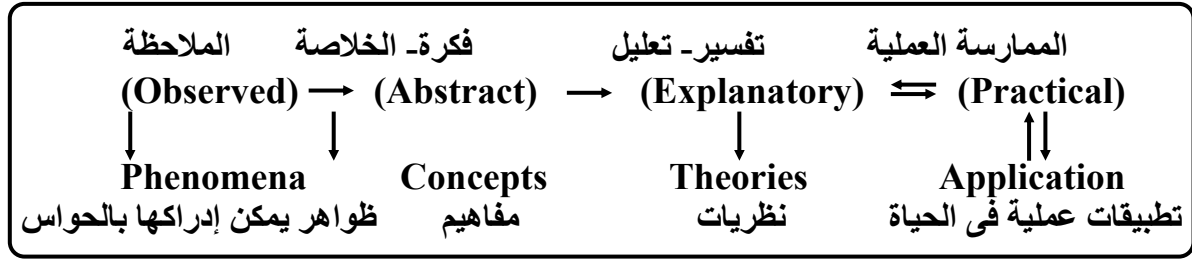 الملاحظة فكرة- الخلاصة تفسير- تعليل الممارسة العملية
(Observed) (Abstract) (Explanatory) (Practical)
Phenomena Concepts Theories Application
ظواهر يمكن إدراكها بالحواس مفاهيم نظريات تطبيقات عملية فى الحياة